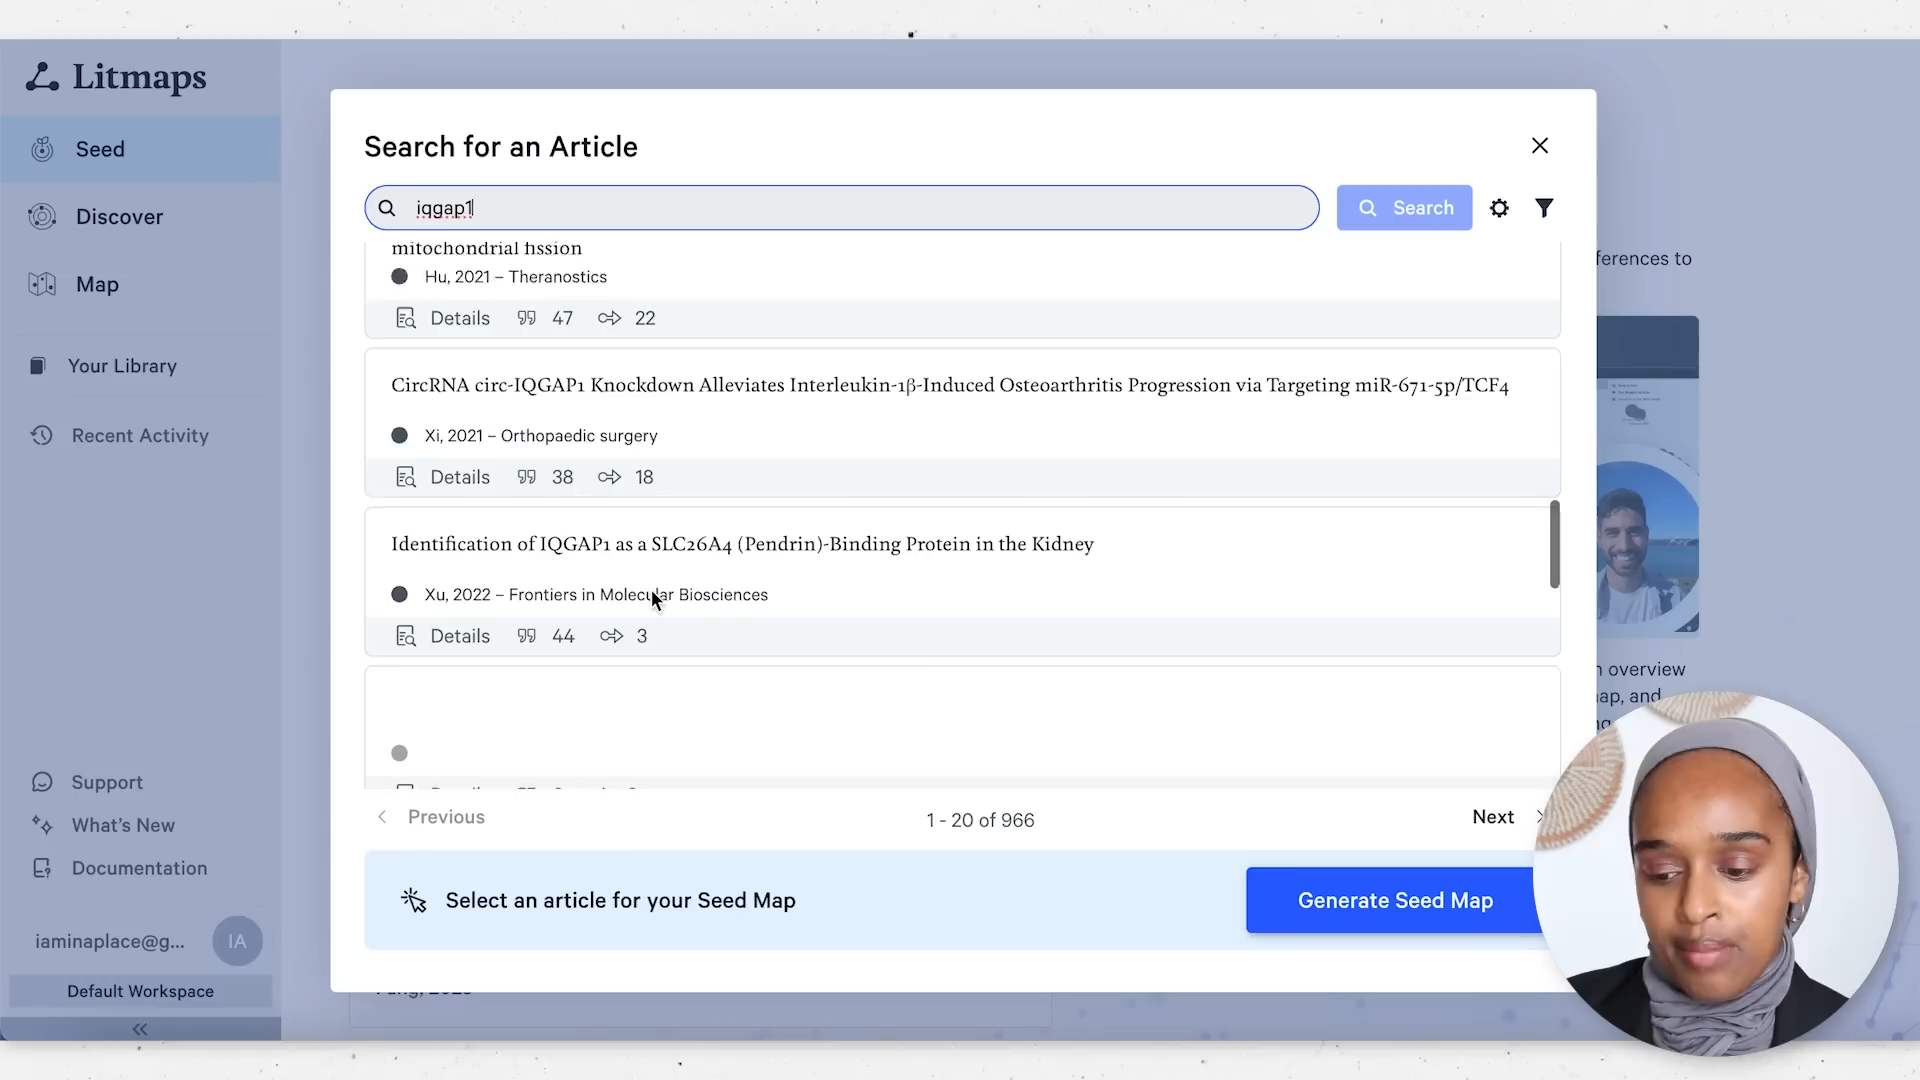 Litmaps
Seed
Discover
Map
Your Library
Recent Activity
Support
What's New
Documentation
iaminaplace@g...
IA
Default Workspace
Search for an Article
iqgap1
Search
mitochondrial fission
Hu, 2021 – Theranostics
Details 47 22
CircRNA circ-IQGAP1 Knockdown Alleviates Interleukin-1β-Induced Osteoarthritis Progression via Targeting miR-671-5p/TCF4
Xi, 2021 – Orthopaedic surgery
Details 38 18
Identification of IQGAP1 as a SLC26A4 (Pendrin)-Binding Protein in the Kidney
Xu, 2022 – Frontiers in Molecular Biosciences
Details 44 3
Previous
1 - 20 of 966
Next
Select an article for your Seed Map
Generate Seed Map
ferences to
overview
and